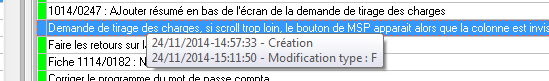 1014/0247 : AJouter résumé en bas de l'écran de la demande de tirage des charges
Demande de tirage des charges, si scroll trop loin, le bouton de MSP apparait alors que la colonne est invis
Faire les retours sur l
24/11/2014-14:57:33 - Création
Fiche 1114/0182 : N
24/11/2014-15:11:50 - Modification type : F
Corriger le programme du mot de passe compta